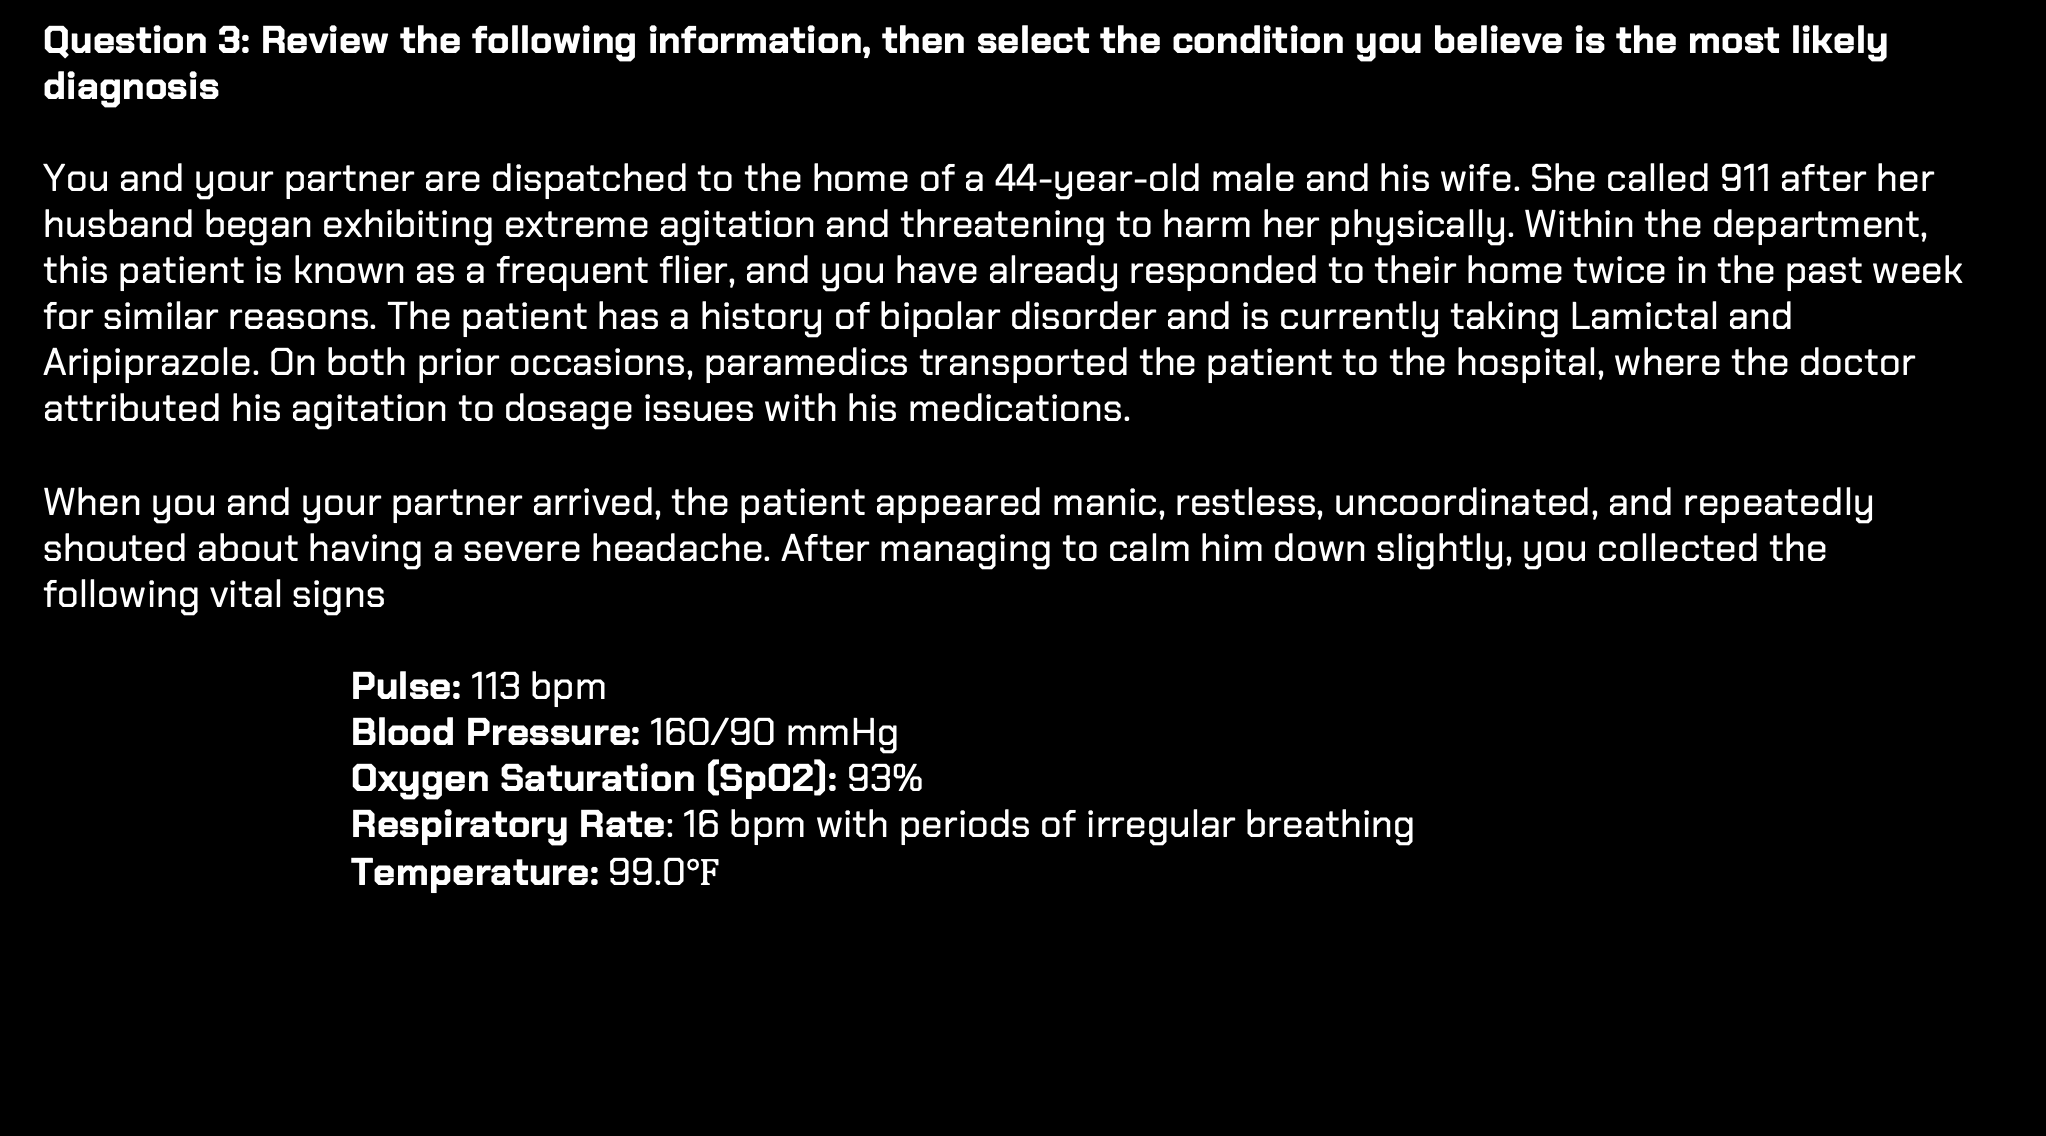 Question 3: Review the following information, then select the condition you believe is the most likely
diagnosis
You and your partner are dispatched to the home of a 44-year-old male and his wife. She called 911 after her
husband began exhibiting extreme agitation and threatening to harm her physically. Within the department,
this patient is known as a frequent flier, and you have already responded to their home twice in the past week
for similar reasons. The patient has a history of bipolar disorder and is currently taking Lamictal and
Aripiprazole. On both prior occasions, paramedics transported the patient to the hospital, where the doctor
attributed his agitation to dosage issues with his medications.
When you and your partner arrived, the patient appeared manic, restless, uncoordinated, and repeatedly
shouted about having a severe headache. After managing to calm him down slightly, you collected the
following vital signs
Pulse: 113 bpm
Blood Pressure: 160/90 mmHg
Oxygen Saturation (SpO2): 93%
Respiratory Rate: 16 bpm with periods of irregular breathing
Temperature: 99.0°F